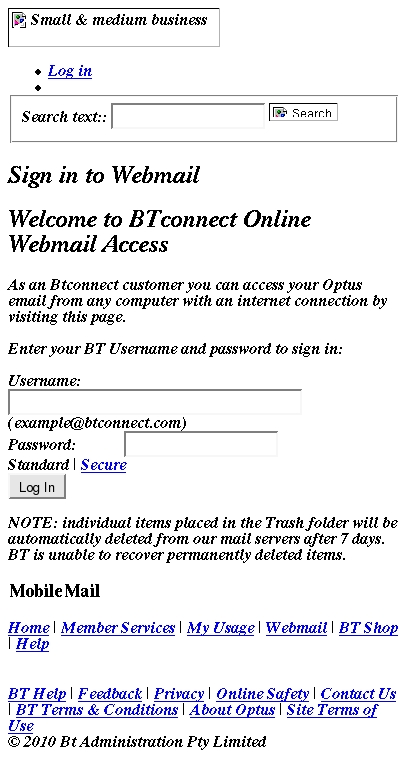 Small & medium business
Log in
Search text:: Search
Sign in to Webmail
Welcome to BTconnect Online
Webmail Access
As an Btconnect customer you can access your Optus
email from any computer with an internet connection by
visiting this page.
Enter your BT Username and password to sign in:
Username:
(example@btconnect.com)
Password:
Standard | Secure
Log In
NOTE: individual items placed in the Trash folder will be
automatically deleted from our mail servers after 7 days.
BT is unable to recover permanently deleted items.
MobileMail
Home | Member Services | My Usage | Webmail | BT Shop
| Help
BT Help | Feedback | Privacy | Online Safety | Contact Us
| BT Terms & Conditions | About Optus | Site Terms of
Use
© 2010 Bt Administration Pty Limited